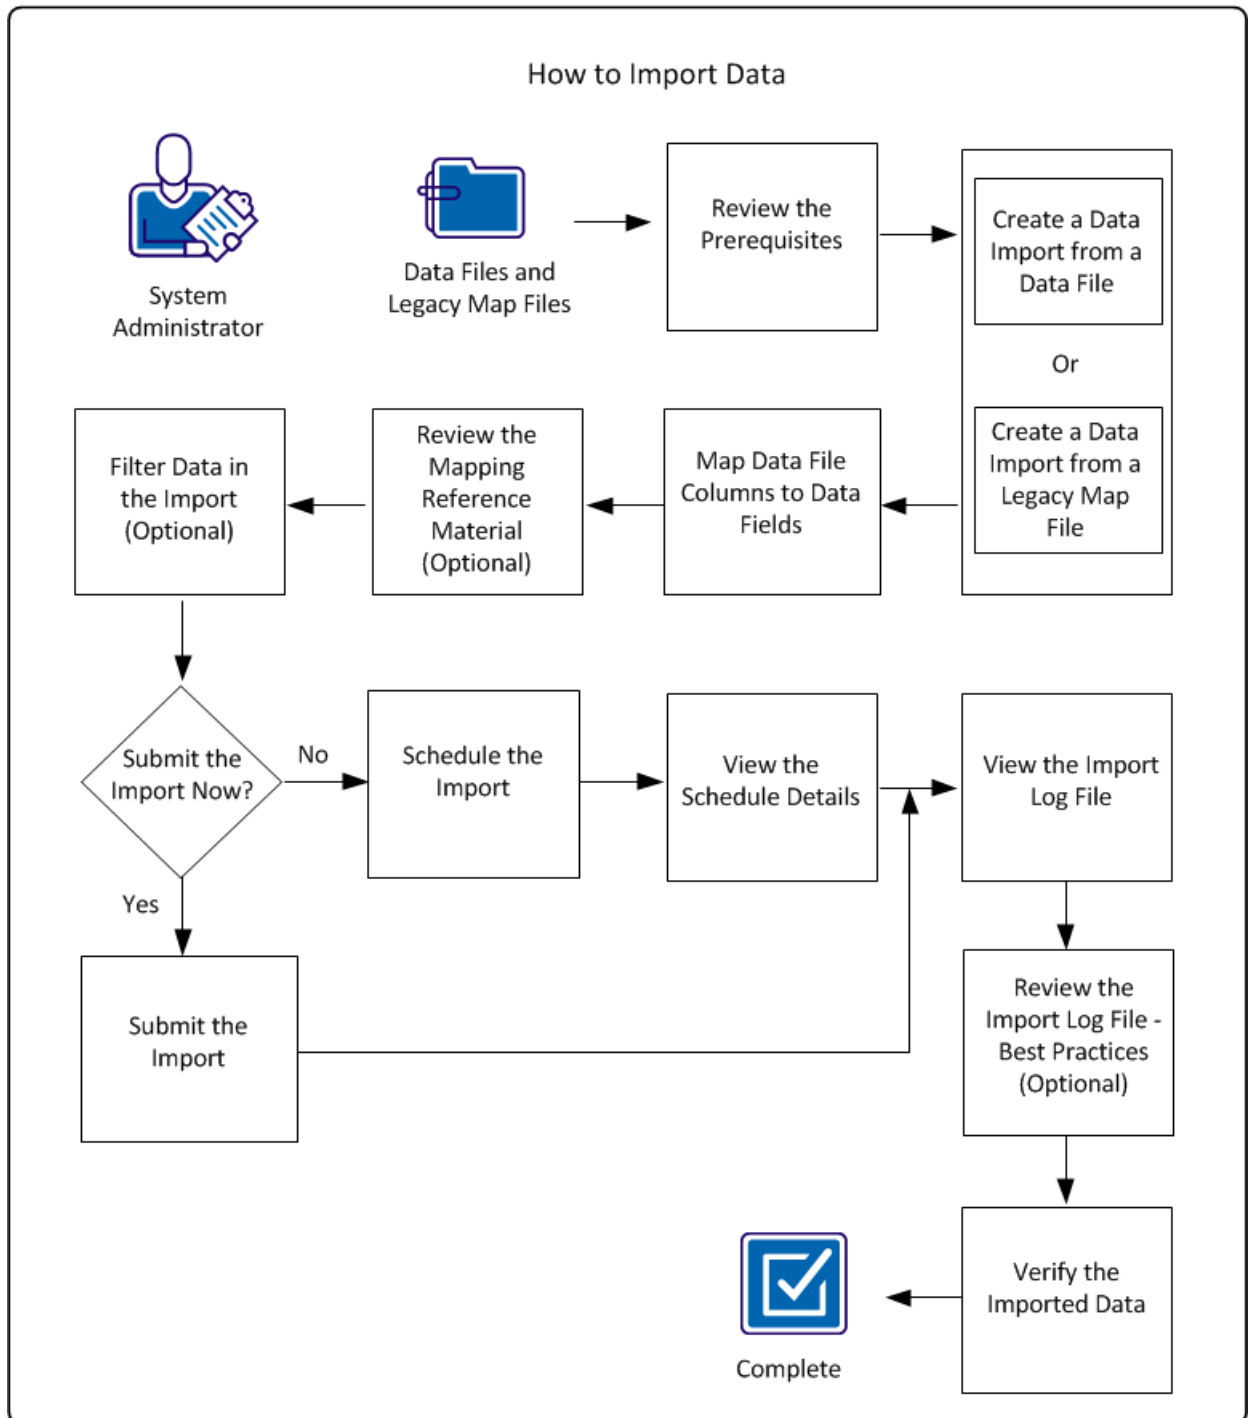 How to Import Data
System
Administrator
Data Files and
Legacy Map Files
Review the
Prerequisites
Create a Data
Import from a
Data File
Or
Create a Data
Import from a
Legacy Map
File
Map Data File
Columns to Data
Fields
Review the
Mapping
Reference
Material
(Optional)
Filter Data in
the Import
(Optional)
Submit the
Import Now?
No
Schedule the
Import
View the
Schedule Details
View the Import
Log File
Yes
Submit the
Import
Review the
Import Log File -
Best Practices
(Optional)
Verify the
Imported Data
Complete